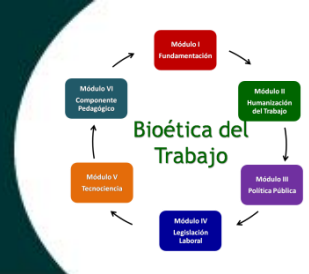 Módulo I
Fundamentación
Módulo II
Humanización
del Trabajo
Módulo III
Política Pública
Módulo IV
Legislación
Laboral
Módulo V
Tecnociencia
Módulo VI
Componente
Pedagógico
Bioética del
Trabajo